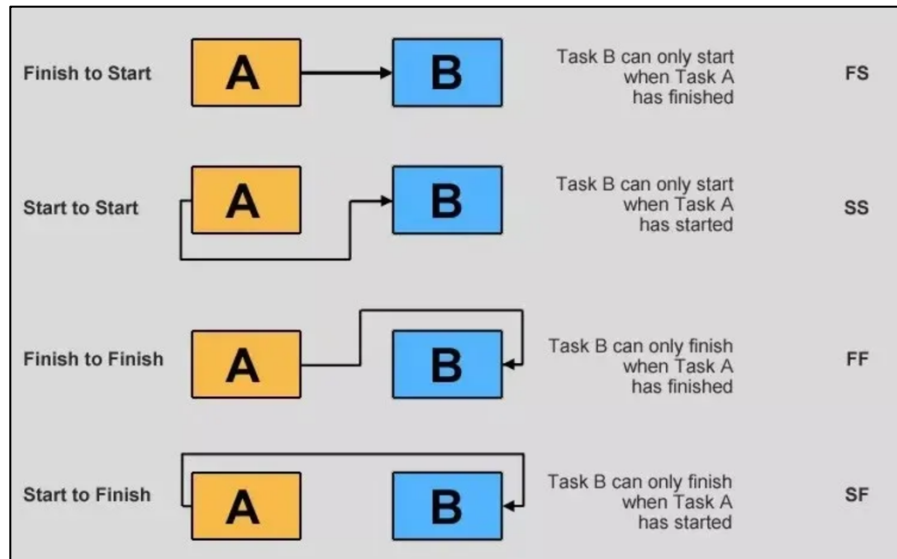 Finish to Start
A
B
Task B can only start
when Task A
has finished
FS
Start to Start
A
B
Task B can only start
when Task A
has started
SS
Finish to Finish
A
B
Task B can only finish
when Task A
has finished
FF
Start to Finish
A
B
Task B can only finish
when Task A
has started
SF